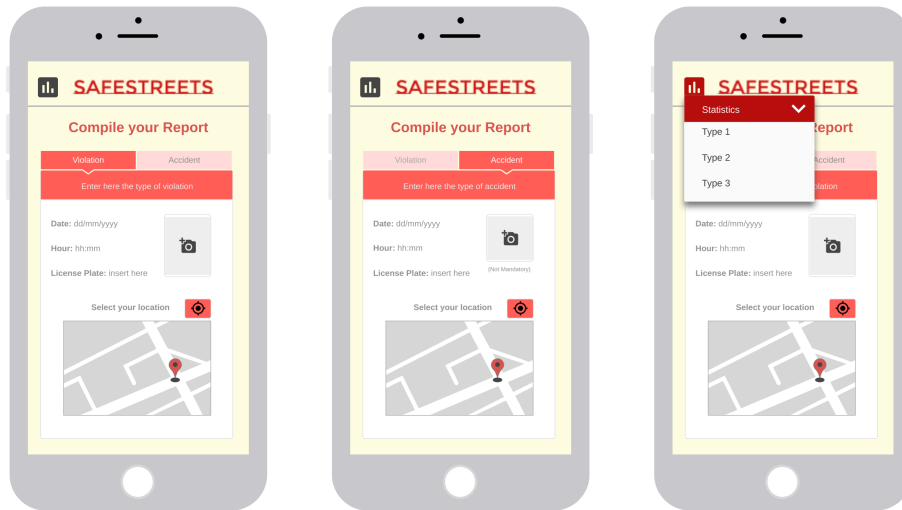 SAFESTREETS
Compile your Report
Violation Accident
Enter here the type of violation
Date: dd/mm/yyyy
Hour: hh:mm
License Plate: insert here
Select your location
SAFESTREETS
Compile your Report
Violation Accident
Enter here the type of accident
Date: dd/mm/yyyy
Hour: hh:mm
(Not Mandatory)
License Plate: insert here
Select your location
SAFESTREETS
Statistics
Type 1
Type 2
Type 3
Report
Accident
olation
Date: dd/mm/yyyy
Hour: hh:mm
License Plate: insert here
Select your location